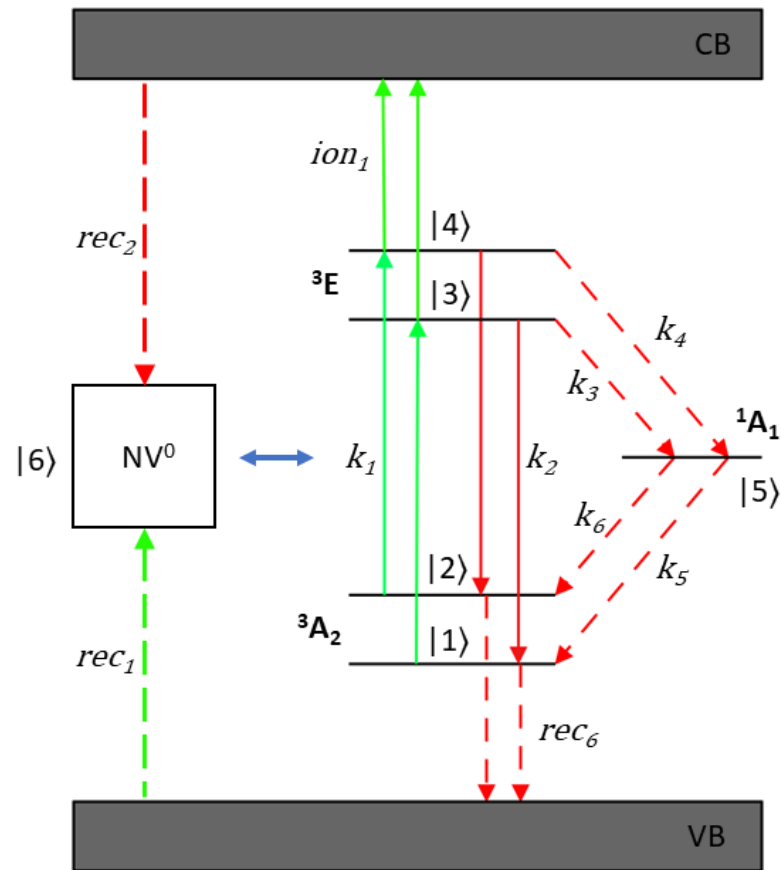 CB
ion₁
rec₂
|4⟩
³E
|3⟩
k₄
k₃
¹A₁
|6⟩
NV⁰
k₁
k₂
|5⟩
k₆
|2⟩
k₅
³A₂
|1⟩
rec₁
rec₆
VB